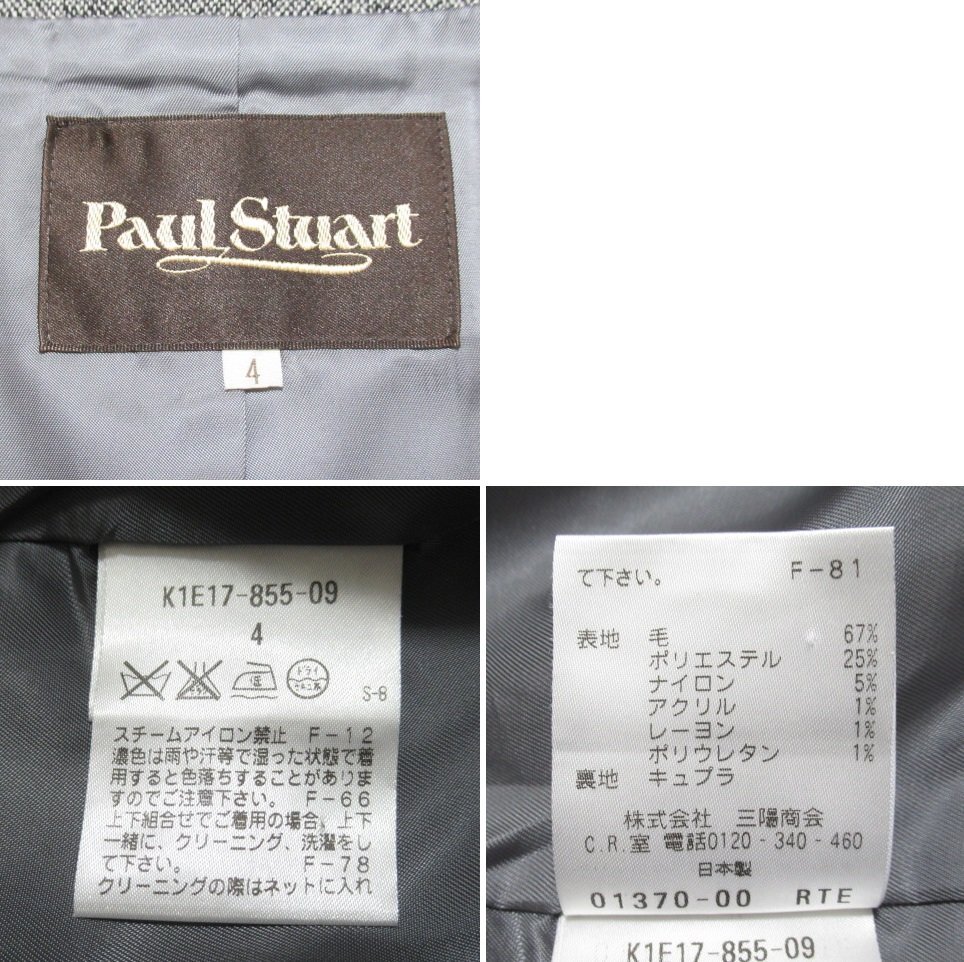 Paul Stuart
4
K1E17-855-09
4
ドライ
セキユ系
S-8
スチームアイロン禁止 F-12
濃色は雨や汗等で湿った状態で着
用すると色落ちすることがありま
すのでご注意下さい。 F-66
上下組合せでご着用の場合、上下
一緒に、クリーニング、洗濯をし
て下さい。 F-78
クリーニングの際はネットに入れ
て下さい。 F-81
表地 毛 67%
ポリエステル 25%
ナイロン 5%
アクリル 1%
レーヨン 1%
ポリウレタン 1%
裏地 キュプラ
株式会社 三陽商会
C.R.室 電話0120-340-460
日本製
01370-00 RTE
K1E17-855-09